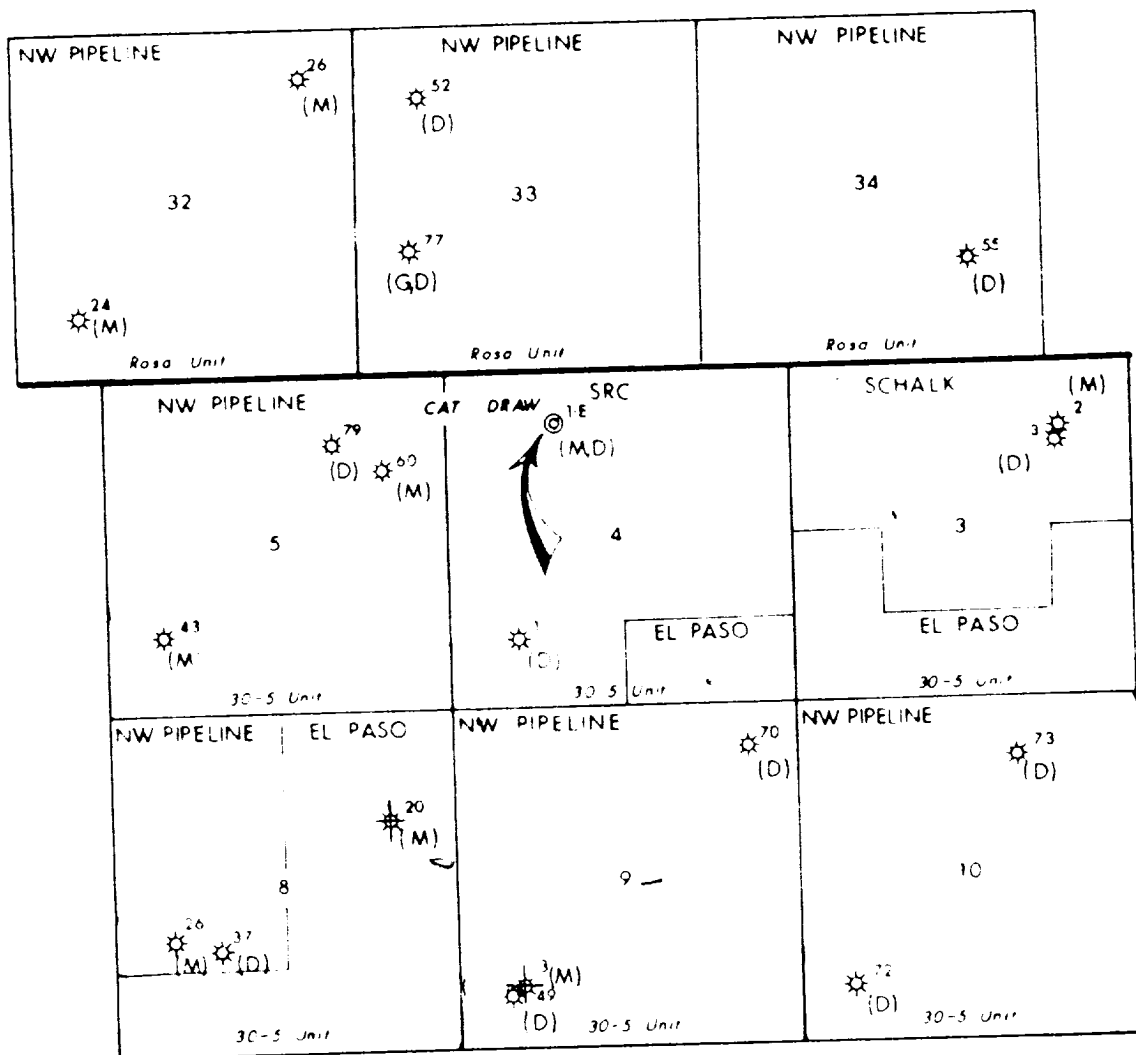 NW PIPELINE
26
(M)
32
24
(M)
Rosa Unit
NW PIPELINE
52
(D)
33
77
(G,D)
Rosa Unit
NW PIPELINE
34
55
(D)
Rosa Unit
NW PIPELINE
79
(D)
60
(M)
5
43
(M
30-5 Unit
CAT DRAW
SRC
1-E
(M,D)
4
1
(D)
EL PASO
30-5 Unit
SCHALK
(M)
2
3
(D)
3
EL PASO
30-5 Unit
NW PIPELINE
EL PASO
20
(M)
8
26
(M)
37
(D)
30-5 Unit
NW PIPELINE
70
(D)
9
3
(M)
49
(D)
30-5 Unit
NW PIPELINE
73
(D)
10
72
(D)
30-5 Unit